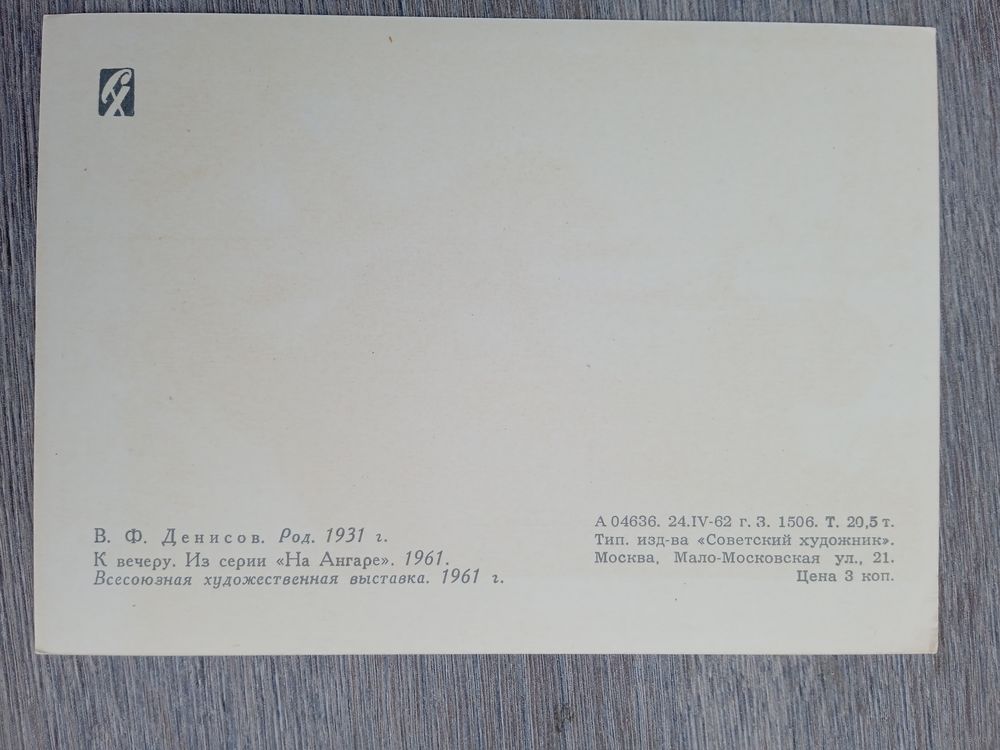 СХ
В. Ф. Денисов. Род. 1931 г.
К вечеру. Из серии «На Ангаре». 1961.
Всесоюзная художественная выставка. 1961 г.
А 04636. 24.IV-62 г. З. 1506. Т. 20,5 т.
Тип. изд-ва «Советский художник».
Москва, Мало-Московская ул., 21.
Цена 3 коп.